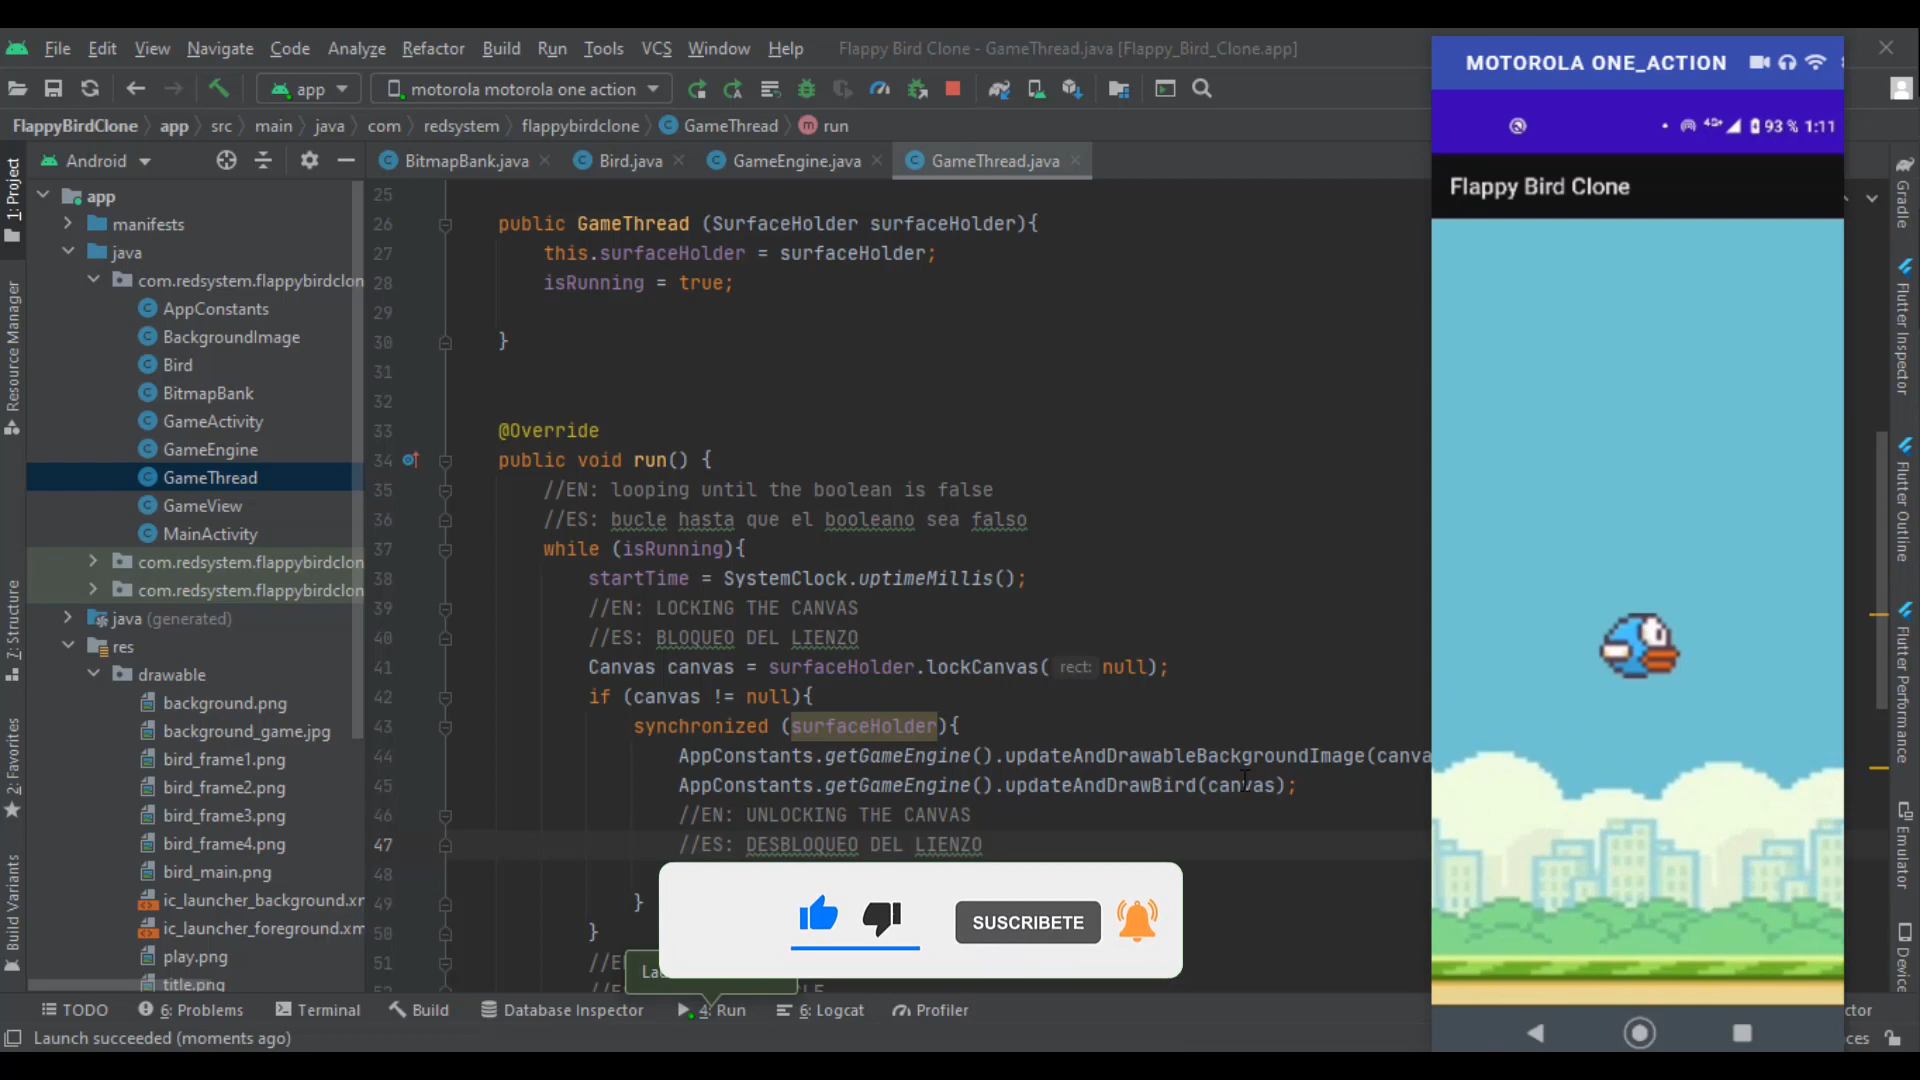 File Edit View Navigate Code Analyze Refactor Build Run Tools VCS Window Help Flappy Bird Clone - GameThread.java [Flappy_Bird_Clone.app]
app motorola motorola one action
FlappyBirdClone app src main java com redsystem flappybirdclone GameThread run
Android
BitmapBank.java Bird.java GameEngine.java GameThread.java
1: Project
Resource Manager
7: Structure
2: Favorites
Build Variants
app
manifests
java
com.redsystem.flappybirdclon
AppConstants
BackgroundImage
Bird
BitmapBank
GameActivity
GameEngine
GameThread
GameView
MainActivity
com.redsystem.flappybirdclon
com.redsystem.flappybirdclon
java (generated)
res
drawable
background.png
background_game.jpg
bird_frame1.png
bird_frame2.png
bird_frame3.png
bird_frame4.png
bird_main.png
ic_launcher_background.xm
ic_launcher_foreground.xm
play.png
title.png
25
26 public GameThread (SurfaceHolder surfaceHolder){
27 this.surfaceHolder = surfaceHolder;
28 isRunning = true;
29
30 }
31
32
33 @Override
34 public void run() {
35 //EN: looping until the boolean is false
36 //ES: bucle hasta que el booleano sea falso
37 while (isRunning){
38 startTime = SystemClock.uptimeMillis();
39 //EN: LOCKING THE CANVAS
40 //ES: BLOQUEO DEL LIENZO
41 Canvas canvas = surfaceHolder.lockCanvas( rect: null);
42 if (canvas != null){
43 synchronized (surfaceHolder){
44 AppConstants.getGameEngine().updateAndDrawableBackgroundImage(canva
45 AppConstants.getGameEngine().updateAndDrawBird(canvas);
46 //EN: UNLOCKING THE CANVAS
47 //ES: DESBLOQUEO DEL LIENZO
48
49 }
50 }
51 //E
SUSCRIBETE
La
MOTOROLA ONE_ACTION
4G+ 93 % 1:11
Flappy Bird Clone
Gradle
Flutter Inspector
Flutter Outline
Flutter Performance
Emulator
Device
TODO 6: Problems Terminal Build Database Inspector 4: Run 6: Logcat Profiler ctor
Launch succeeded (moments ago) ces